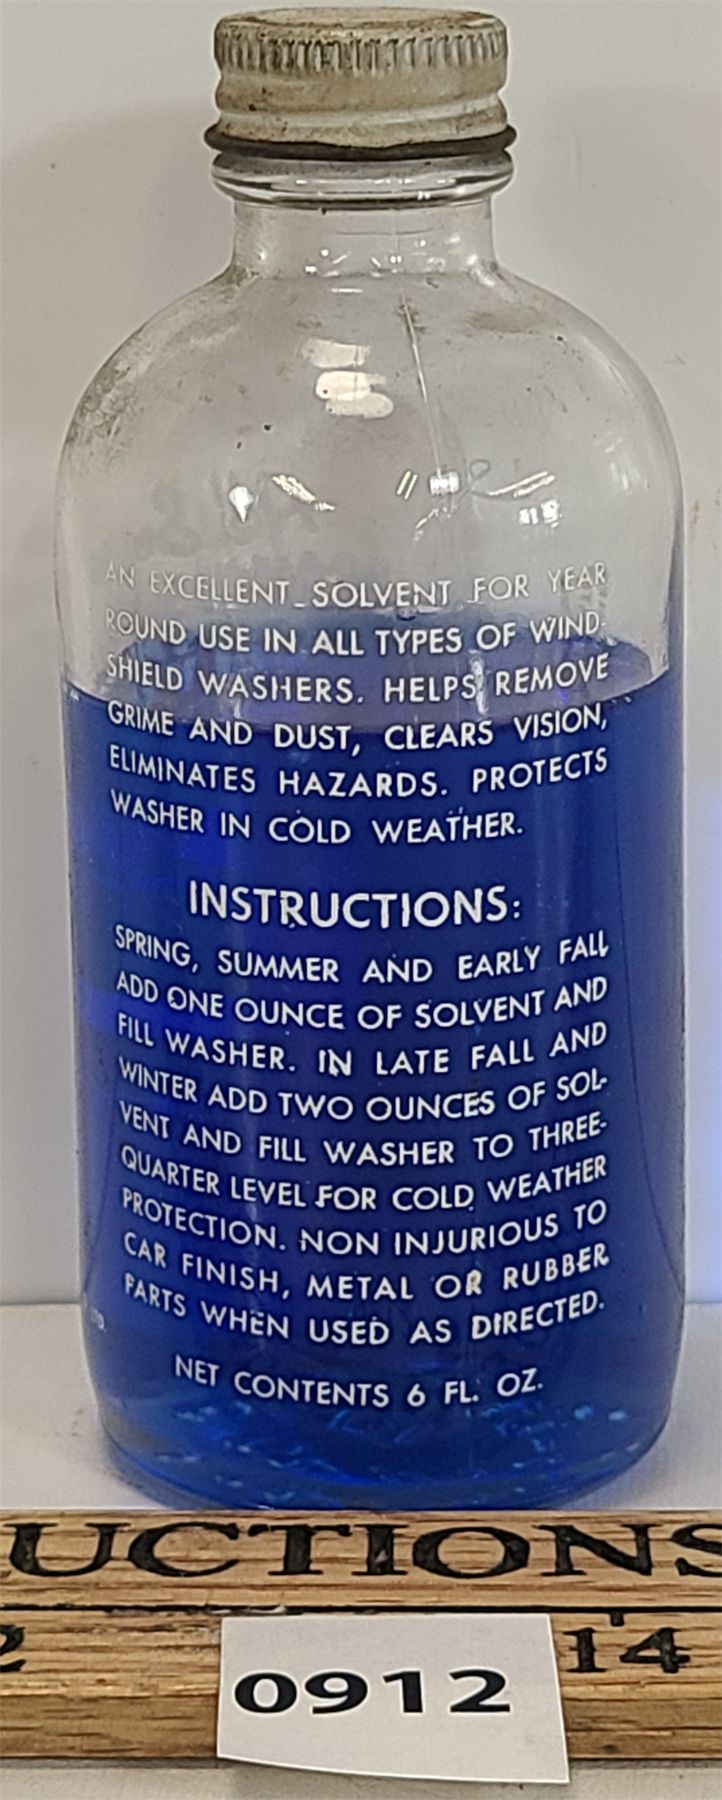 AN EXCELLENT SOLVENT FOR YEAR
ROUND USE IN ALL TYPES OF WIND-
SHIELD WASHERS. HELPS REMOVE
GRIME AND DUST, CLEARS VISION,
ELIMINATES HAZARDS. PROTECTS
WASHER IN COLD WEATHER.
INSTRUCTIONS:
SPRING, SUMMER AND EARLY FALL
ADD ONE OUNCE OF SOLVENT AND
FILL WASHER. IN LATE FALL AND
WINTER ADD TWO OUNCES OF SOL-
VENT AND FILL WASHER TO THREE-
QUARTER LEVEL FOR COLD WEATHER
PROTECTION. NON INJURIOUS TO
CAR FINISH, METAL OR RUBBER
PARTS WHEN USED AS DIRECTED.
LTD.
NET CONTENTS 6 FL. OZ.
UCTIONS
2 14
0912